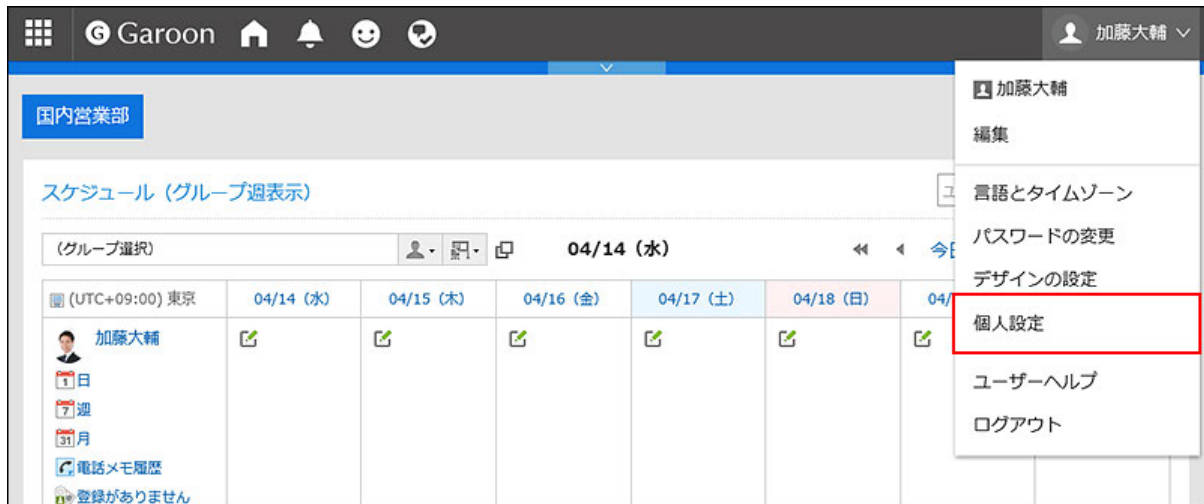 Garoon
加藤大輔
国内営業部
スケジュール（グループ週表示）
（グループ選択）
04/14（水）
(UTC+09:00) 東京
04/14（水）
04/15（木）
04/16（金）
04/17（土）
04/18（日）
04/
加藤大輔
1 日
7 週
31 月
電話メモ履歴
登録がありません
加藤大輔
編集
言語とタイムゾーン
パスワードの変更
デザインの設定
個人設定
ユーザーヘルプ
ログアウト